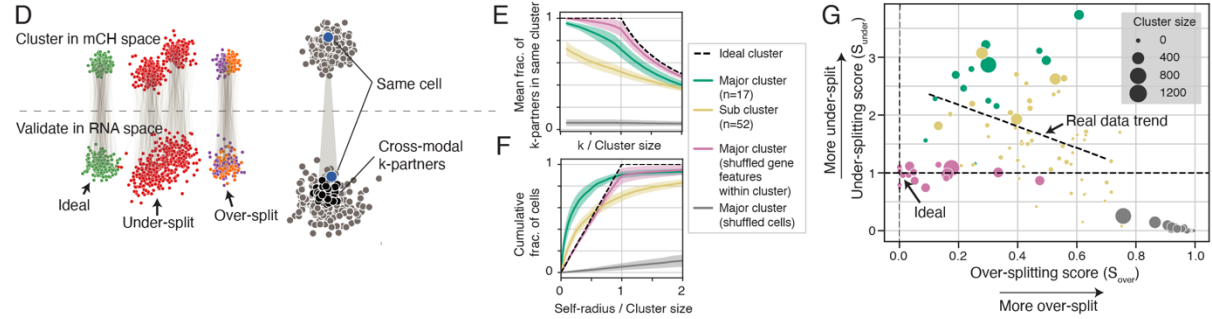 D
Cluster in mCH space
Validate in RNA space
Ideal
Under-split
Over-split
Same cell
Cross-modal
k-partners
E
Mean frac. of
k-partners in same cluster
1
0
k / Cluster size
F
Cumulative
frac. of cells
1
0
0
1
2
Self-radius / Cluster size
Ideal cluster
Major cluster
(n=17)
Sub cluster
(n=52)
Major cluster
(shuffled gene
features
within cluster)
Major cluster
(shuffled cells)
G
More under-split
Under-splitting score (Sunder)
3
2
1
0
0.0
0.2
0.4
0.6
0.8
1.0
Over-splitting score (Sover)
More over-split
Cluster size
0
400
800
1200
Real data trend
Ideal